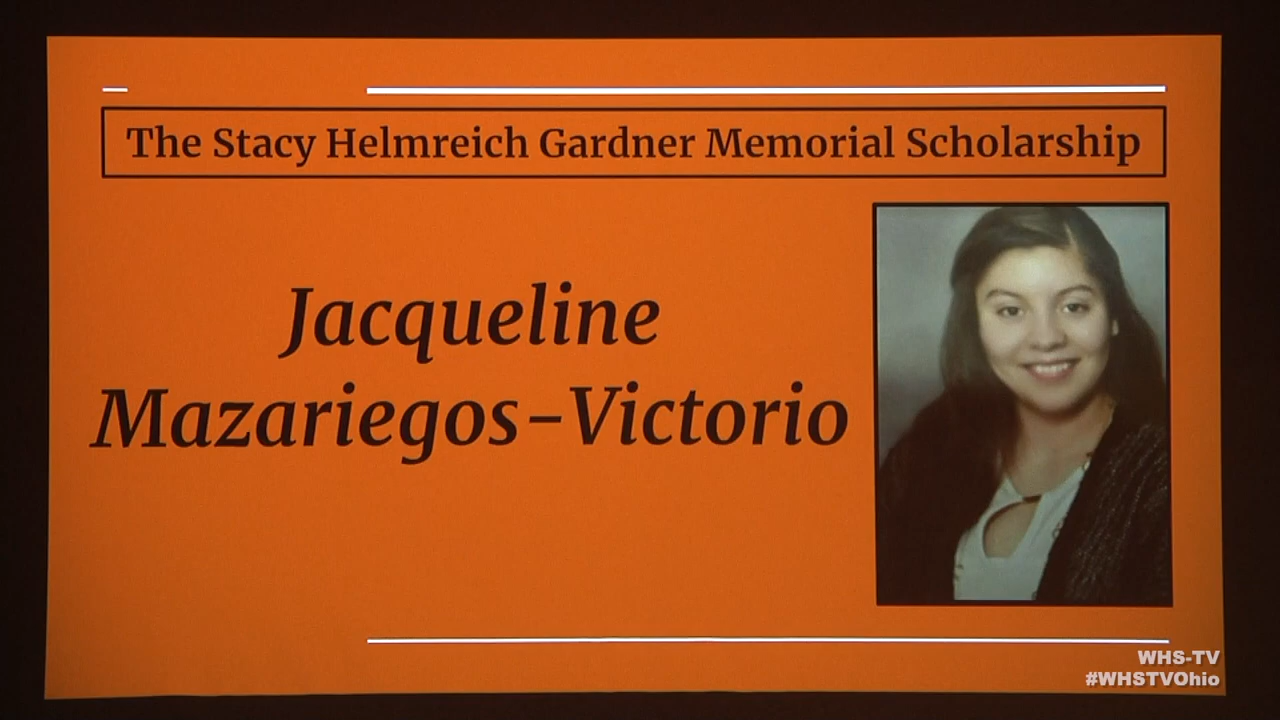 The Stacy Helmreich Gardner Memorial Scholarship
Jacqueline
Mazariegos-Victorio
WHS-TV
#WHSTVOhio